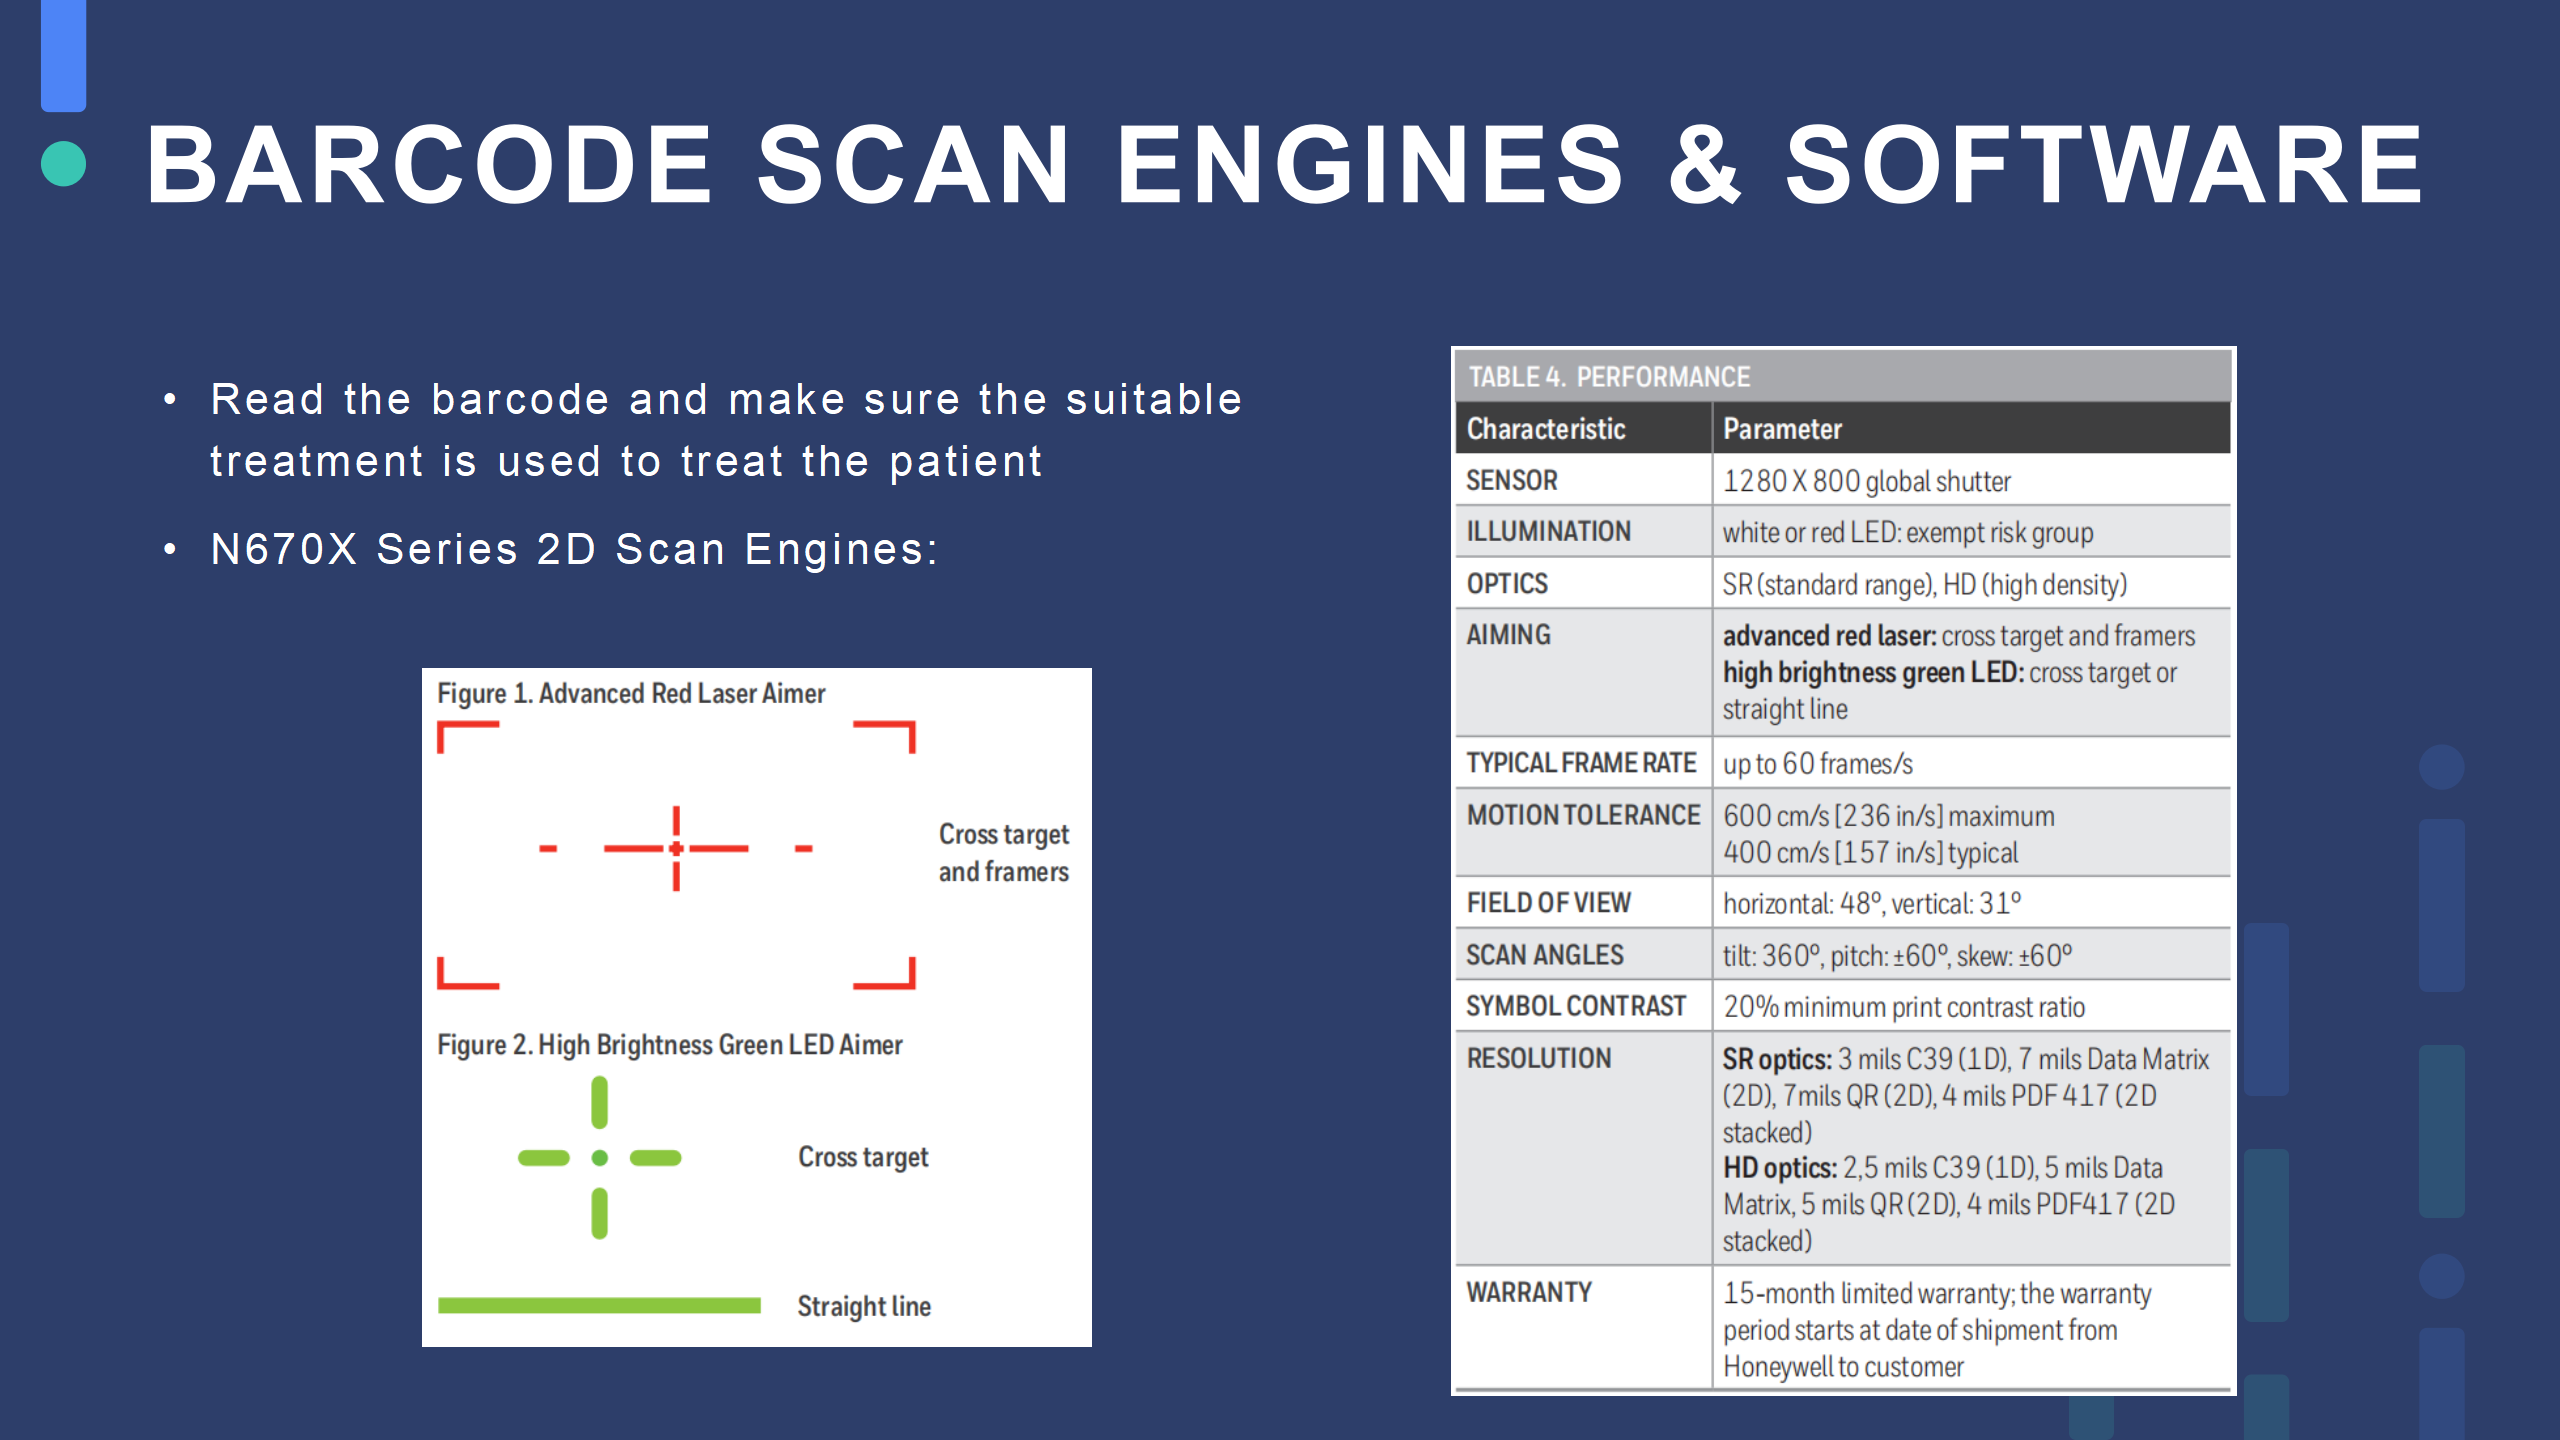 BARCODE SCAN ENGINES & SOFTWARE
• Read the barcode and make sure the suitable
treatment is used to treat the patient
• N670X Series 2D Scan Engines:
Figure 1. Advanced Red Laser Aimer
Cross target
and framers
Figure 2. High Brightness Green LED Aimer
Cross target
Straight line
TABLE 4. PERFORMANCE
Characteristic Parameter
SENSOR 1280 X 800 global shutter
ILLUMINATION white or red LED: exempt risk group
OPTICS SR (standard range), HD (high density)
AIMING advanced red laser: cross target and framers
high brightness green LED: cross target or
straight line
TYPICAL FRAME RATE up to 60 frames/s
MOTION TOLERANCE 600 cm/s [236 in/s] maximum
400 cm/s [157 in/s] typical
FIELD OF VIEW horizontal: 48º, vertical: 31º
SCAN ANGLES tilt: 360º, pitch: ±60º, skew: ±60º
SYMBOL CONTRAST 20% minimum print contrast ratio
RESOLUTION SR optics: 3 mils C39 (1D), 7 mils Data Matrix
(2D), 7mils QR (2D), 4 mils PDF 417 (2D
stacked)
HD optics: 2,5 mils C39 (1D), 5 mils Data
Matrix, 5 mils QR (2D), 4 mils PDF417 (2D
stacked)
WARRANTY 15-month limited warranty; the warranty
period starts at date of shipment from
Honeywell to customer